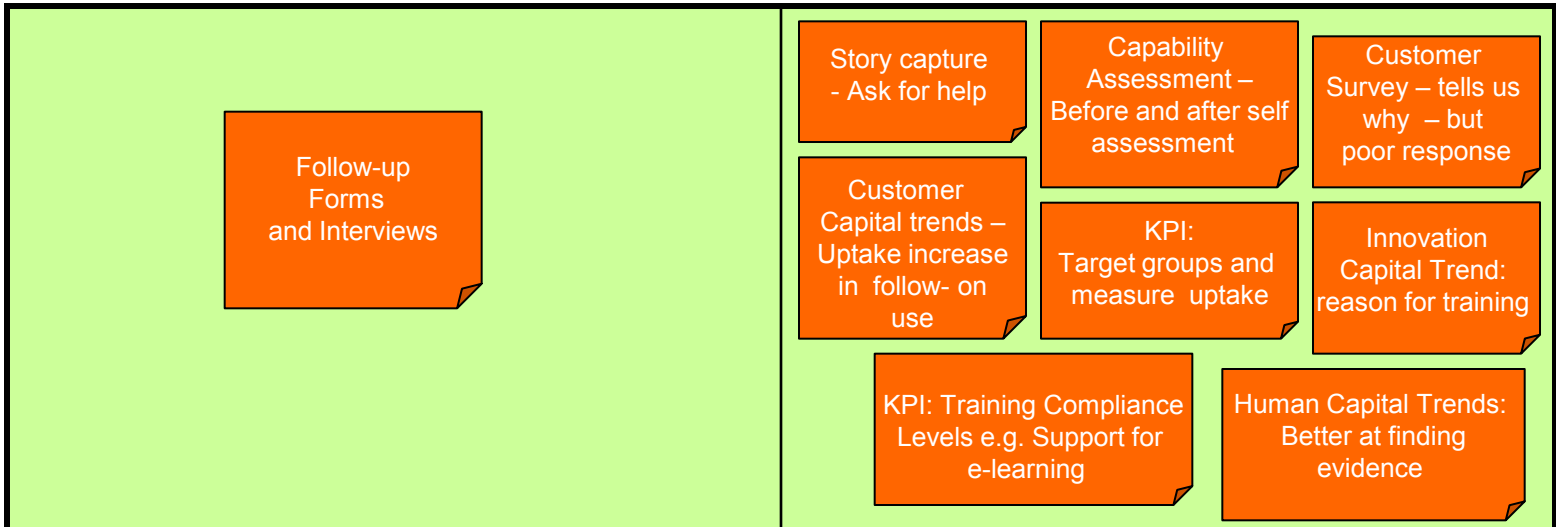 Follow-up
Forms
and Interviews
Story capture
- Ask for help
Capability
Assessment –
Before and after self
assessment
Customer
Survey – tells us
why – but
poor response
Customer
Capital trends –
Uptake increase
in follow- on
use
KPI:
Target groups and
measure uptake
Innovation
Capital Trend:
reason for training
KPI: Training Compliance
Levels e.g. Support for
e-learning
Human Capital Trends:
Better at finding
evidence